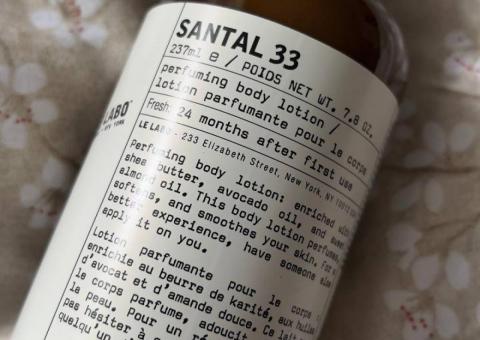 SANTAL 33
237ml e / POIDS NET WT. 7.8 OZ.
perfuming body lotion /
lotion parfumante pour le corps
Fresh: 24 months after first use
LABO
NEW YORK
LE LABO - 233 Elizabeth Street, New York, NY
Perfuming body lotion: enriched with
shea butter, avocado oil, and sweet
almond oil. This body lotion perfumes,
softens, and smoothes your skin. For
better experience, have someone else
apply it on you.
Lotion parfumante pour le corps
enrichie au beurre de karité, aux huiles
d'avocat et d'amande douce. Ce lait
le corps parfume, adoucit
la peau. Pour un
pas hésiter à
quelqu'un